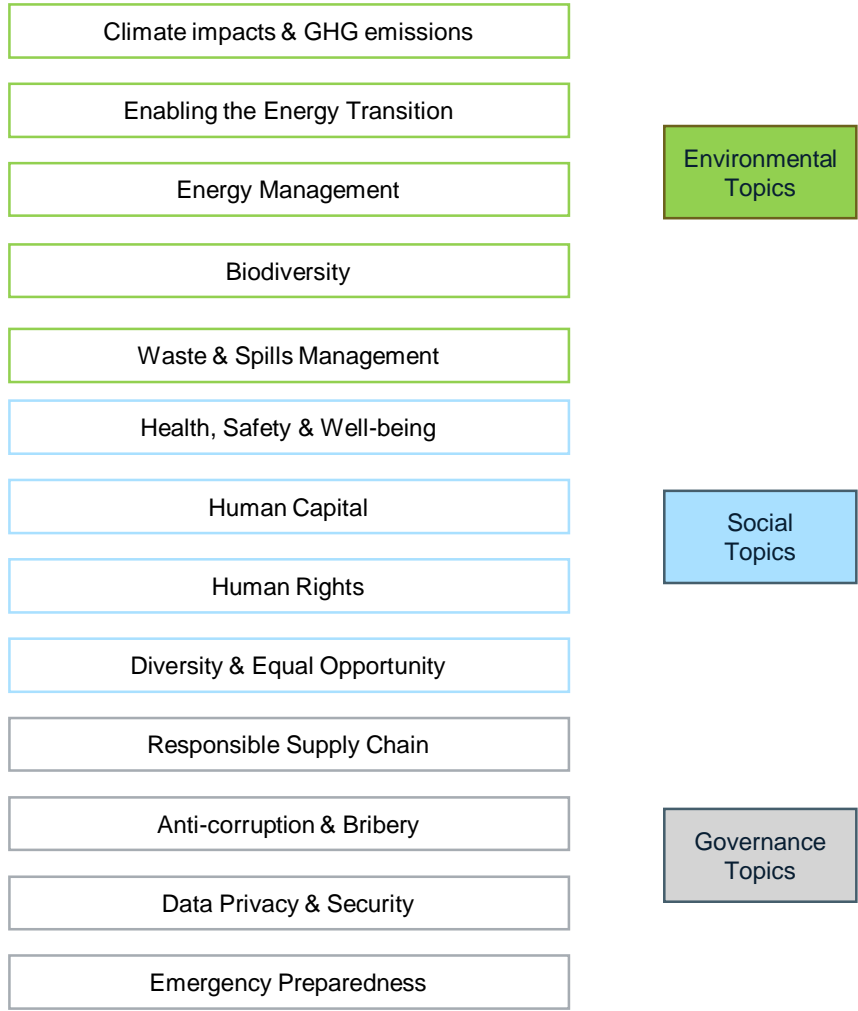 Climate impacts & GHG emissions
Enabling the Energy Transition
Energy Management
Biodiversity
Waste & Spills Management
Environmental
Topics
Health, Safety & Well-being
Human Capital
Human Rights
Diversity & Equal Opportunity
Social
Topics
Responsible Supply Chain
Anti-corruption & Bribery
Data Privacy & Security
Emergency Preparedness
Governance
Topics